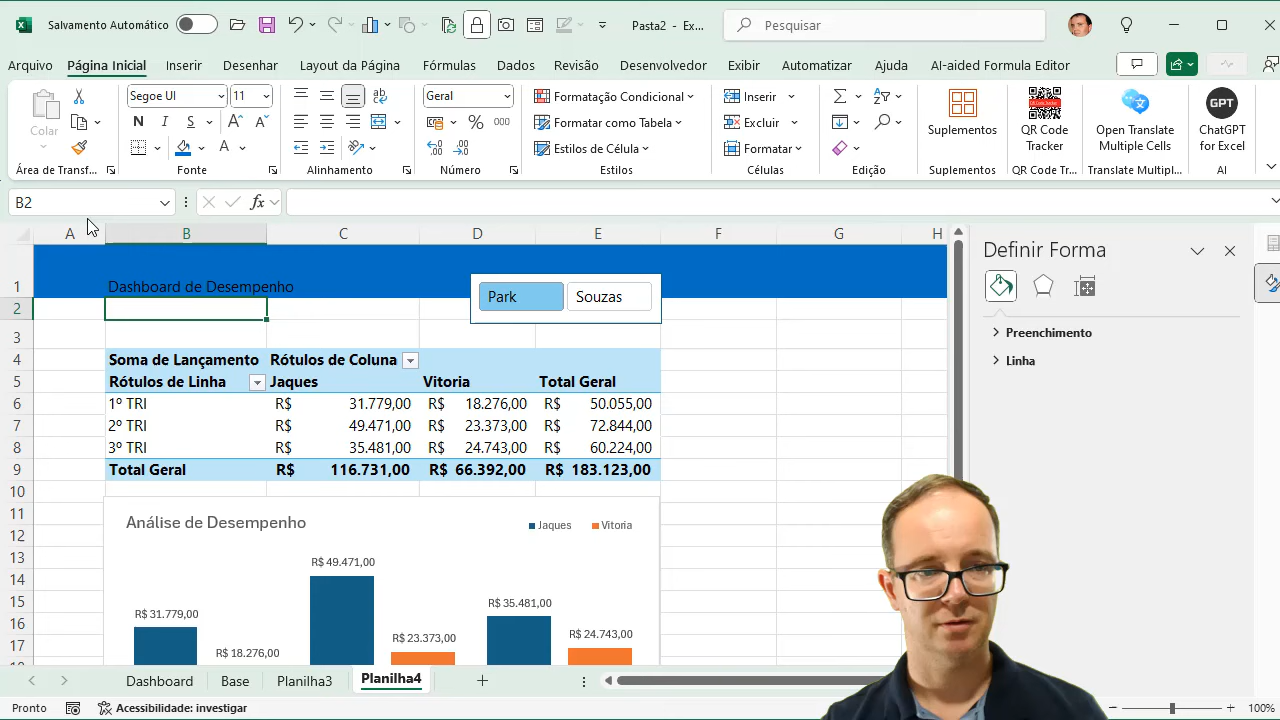 Salvamento Automático
Pasta2 - Ex...
Pesquisar
Arquivo Página Inicial Inserir Desenhar Layout da Página Fórmulas Dados Revisão Desenvolvedor Exibir Automatizar Ajuda AI-aided Formula Editor
Colar
Segoe UI 11
N I S
Geral
% 000
Formatação Condicional
Formatar como Tabela
Estilos de Célula
Inserir
Excluir
Formatar
Suplementos
QR Code
Tracker
Open Translate
Multiple Cells
GPT
ChatGPT
for Excel
Área de Transf... Fonte Alinhamento Número Estilos Células Edição Suplementos QR Code Tr... Translate Multipl... AI
B2 fx
A B C D E F G H
Definir Forma
1 Dashboard de Desempenho
Park Souzas
2
3
Preenchimento
Linha
4 Soma de Lançamento Rótulos de Coluna
5 Rótulos de Linha Jaques Vitoria Total Geral
6 1º TRI R$ 31.779,00 R$ 18.276,00 R$ 50.055,00
7 2º TRI R$ 49.471,00 R$ 23.373,00 R$ 72.844,00
8 3º TRI R$ 35.481,00 R$ 24.743,00 R$ 60.224,00
9 Total Geral R$ 116.731,00 R$ 66.392,00 R$ 183.123,00
10
11
Análise de Desempenho
Jaques Vitoria
12
13
R$ 49.471,00
14
15
R$ 35.481,00
R$ 31.779,00
16
R$ 23.373,00
R$ 24.743,00
17
R$ 18.276,00
Dashboard Base Planilha3 Planilha4
Pronto Acessibilidade: investigar 100%